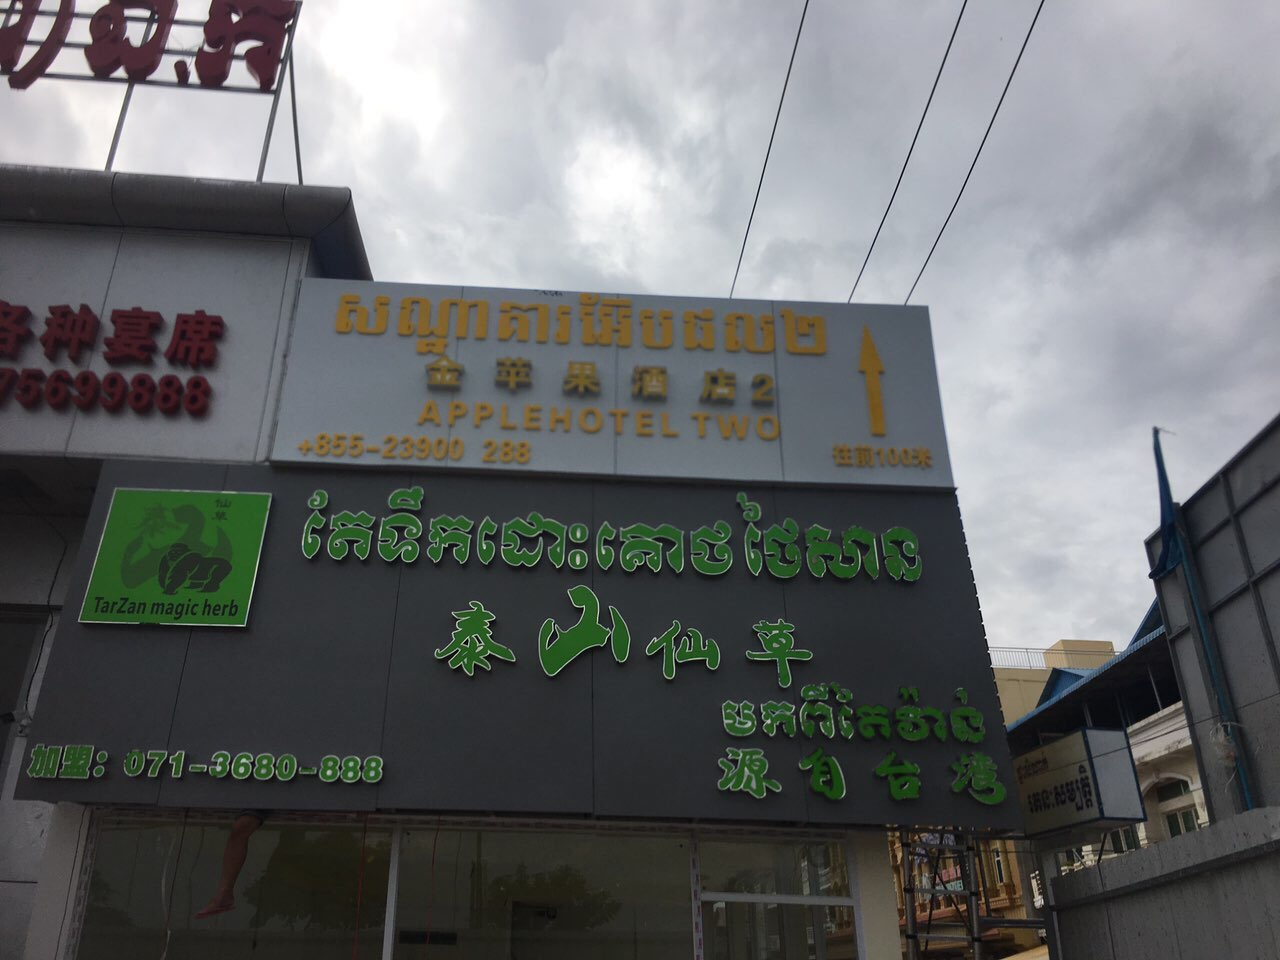 各种宴席
75699888
សណ្ឋាគារអ៊ែបផល២
金苹果酒店2
APPLEHOTEL TWO
+855-23900 288
往前100米
仙草
TarZan magic herb
តែទឹកដោះគោថថៃសាន
泰山仙草
មកពីតៃវ៉ាន់
源自台湾
加盟：071-3680-888